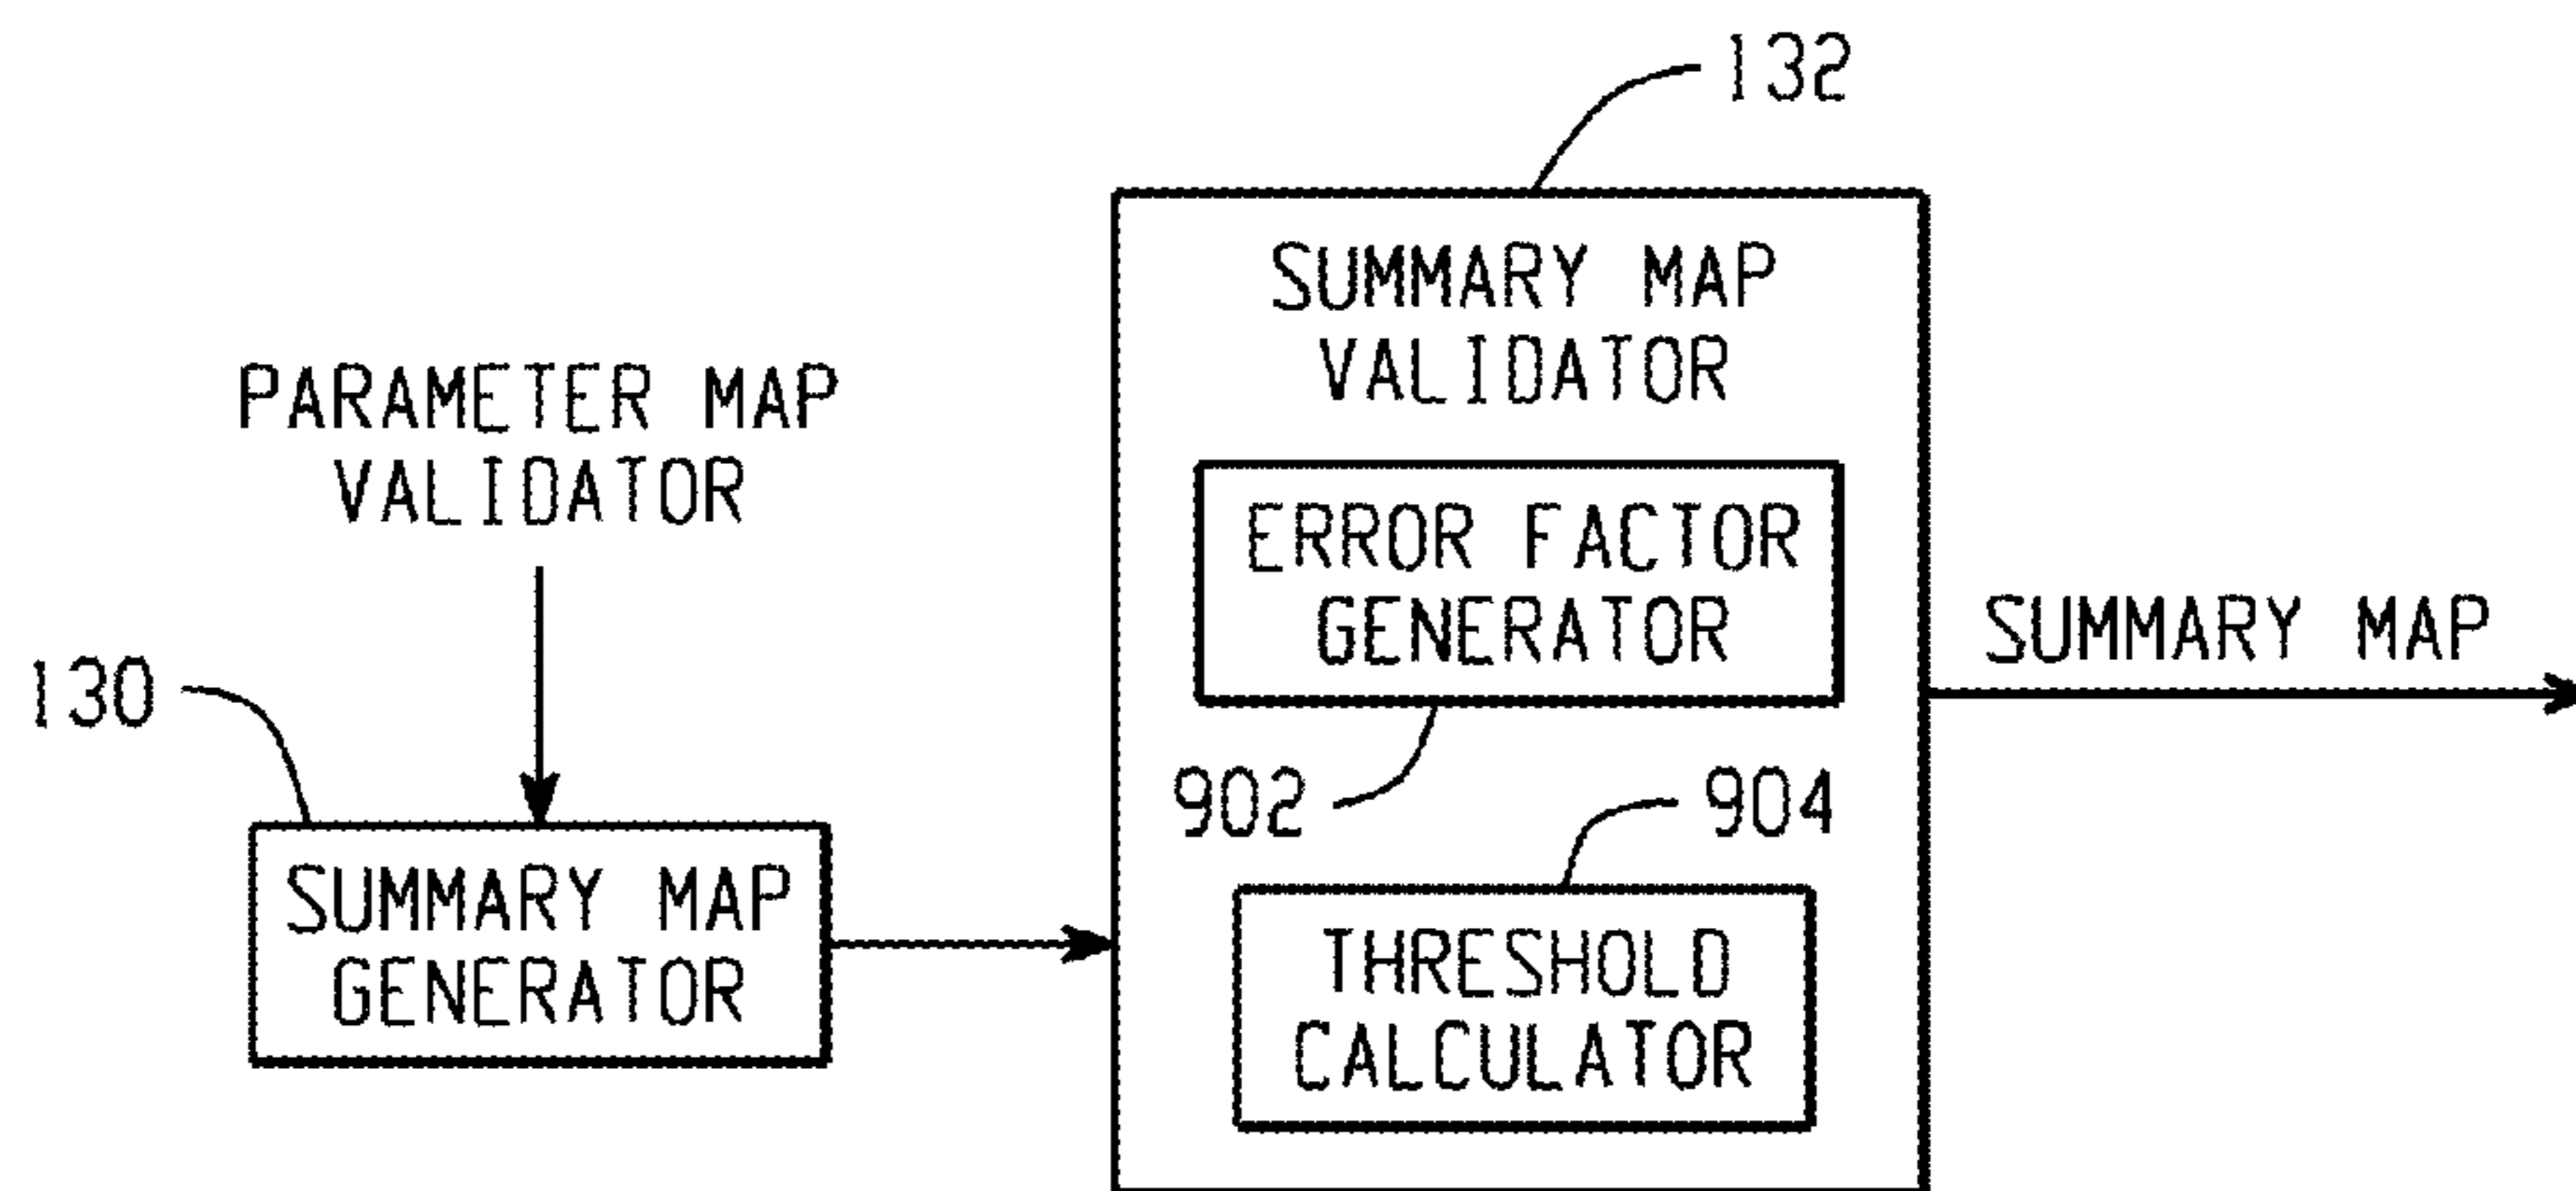 132
SUMMARY MAP
VALIDATOR
PARAMETER MAP
VALIDATOR
ERROR FACTOR
GENERATOR
SUMMARY MAP
130
902
904
SUMMARY MAP
GENERATOR
THRESHOLD
CALCULATOR